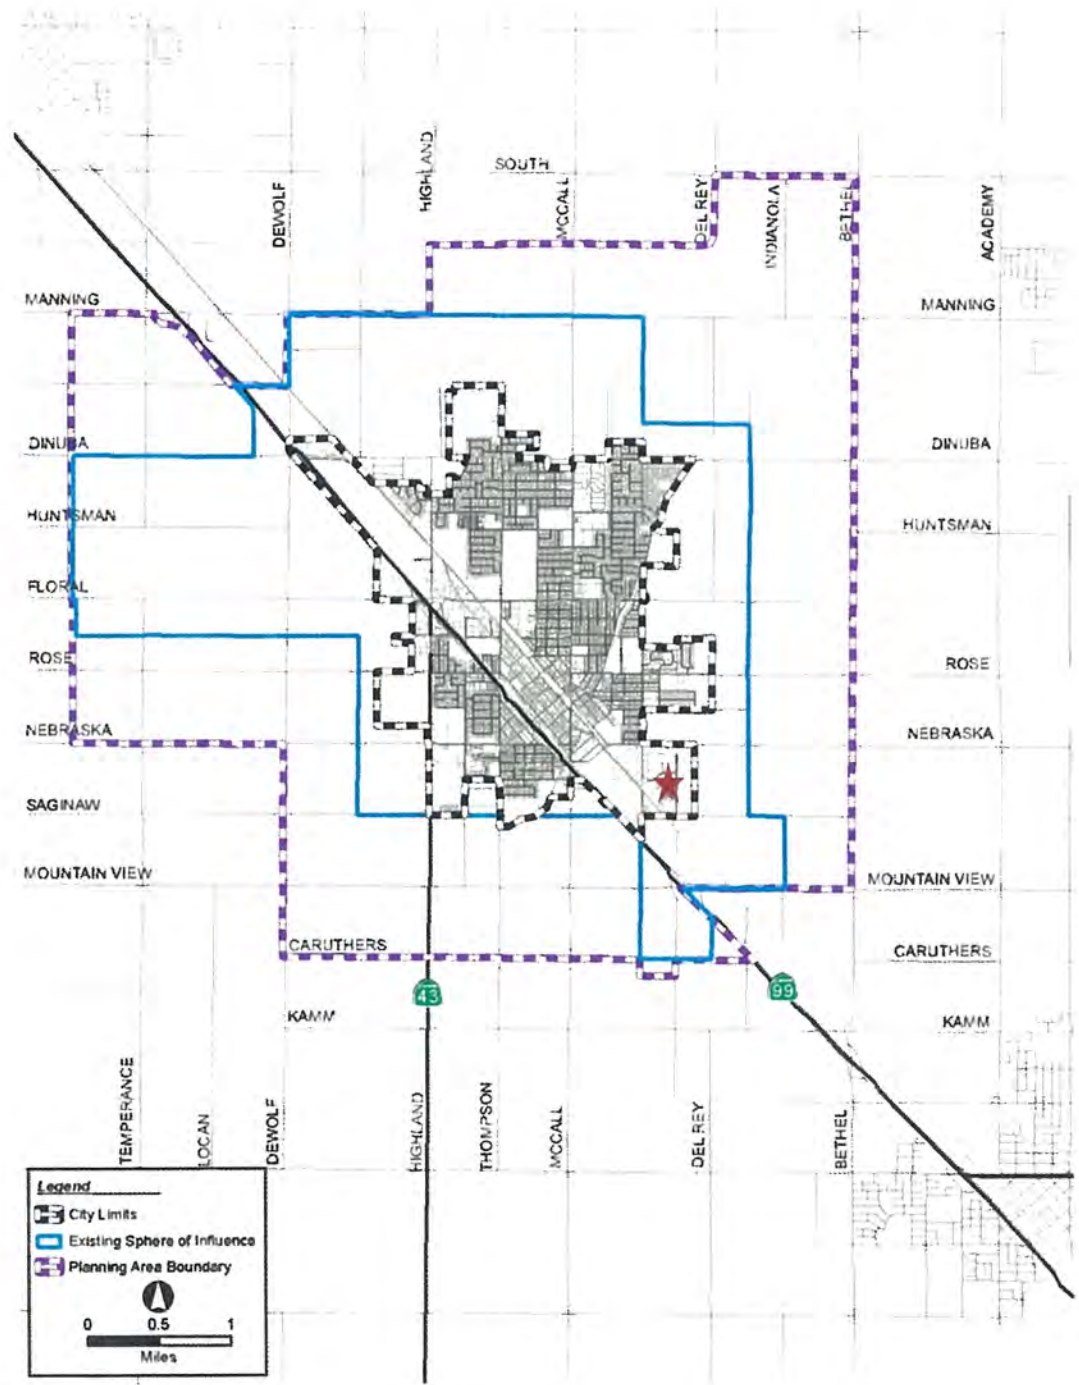 HIGHLAND
SOUTH
DEWOLF
MCCALL
DEL REY
INDIANOLA
BETHEL
ACADEMY
MANNING
MANNING
DINUBA
DINUBA
HUNTSMAN
HUNTSMAN
FLORAL
ROSE
ROSE
NEBRASKA
NEBRASKA
SAGINAW
MOUNTAIN VIEW
MOUNTAIN VIEW
CARUTHERS
CARUTHERS
43
99
KAMM
KAMM
TEMPERANCE
LOCAN
DEWOLF
HIGHLAND
THOMPSON
MCCALL
DEL REY
BETHEL
Legend
City Limits
Existing Sphere of Influence
Planning Area Boundary
0 0.5 1
Miles